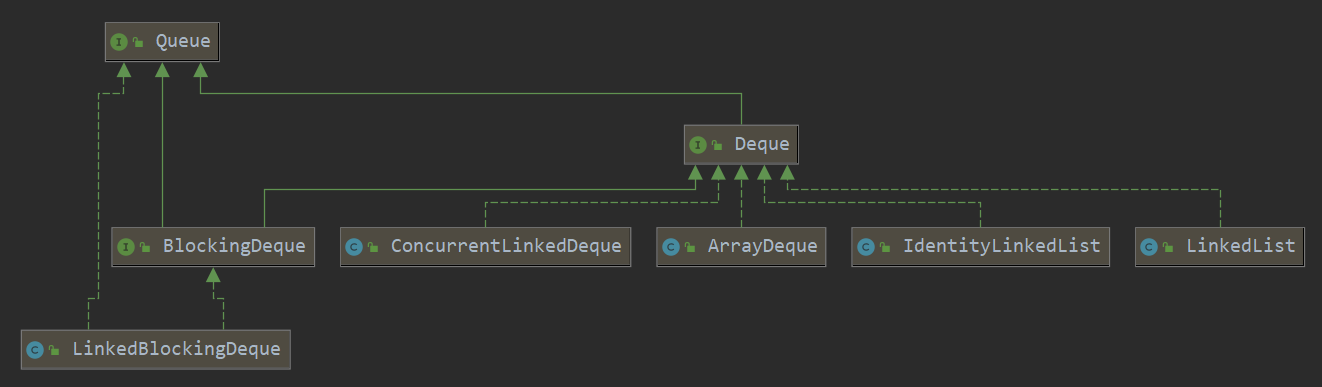 I Queue
I Deque
I BlockingDeque
C ConcurrentLinkedDeque
C ArrayDeque
C IdentityLinkedList
C LinkedList
C LinkedBlockingDeque